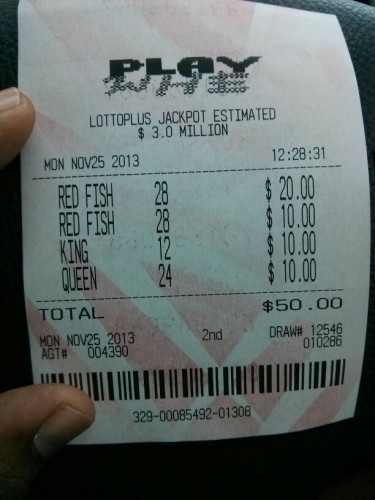 PLAY
WHE
LOTTOPLUS JACKPOT ESTIMATED
$ 3.0 MILLION
MON NOV25 2013 12:28:31
RED FISH 28 $ 20.00
RED FISH 28 $ 10.00
KING 12 $ 10.00
QUEEN 24 $ 10.00
TOTAL $50.00
MON NOV25 2013 2nd DRAW# 12546
AGT# 004390 010286
329-00085492-01308